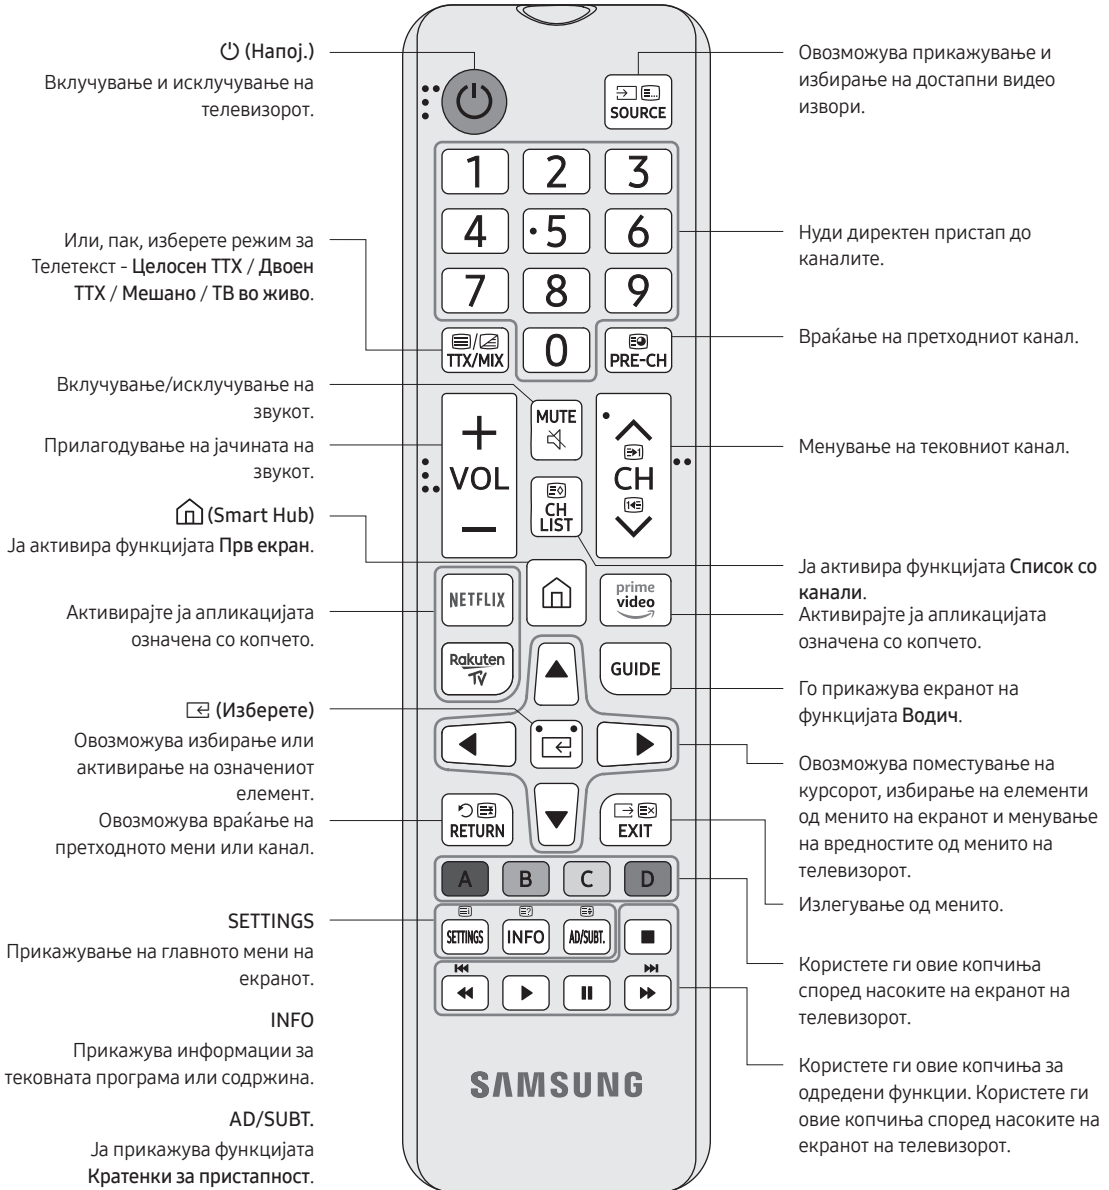 (Напој.)
Вклучување и исклучување на
телевизорот.
Или, пак, изберете режим за
Телетекст - Целосен TTX / Двоен
TTX / Мешано / ТВ во живо.
Вклучување/исклучување на
звукот.
Прилагодување на јачината на
звукот.
(Smart Hub)
Ја активира функцијата Прв екран.
Активирајте ја апликацијата
означена со копчето.
(Изберете)
Овозможува избирање или
активирање на означениот
елемент.
Овозможува враќање на
претходното мени или канал.
SETTINGS
Прикажување на главното мени на
екранот.
INFO
Прикажува информации за
тековната програма или содржина.
AD/SUBT.
Ја прикажува функцијата
Кратенки за пристапност.
SOURCE
1 2 3
4 5 6
7 8 9
TTX/MIX 0 PRE-CH
MUTE
VOL
CH
CH
LIST
NETFLIX
prime
video
Rakuten
TV
GUIDE
RETURN
EXIT
A B C D
SETTINGS INFO AD/SUBT.
SAMSUNG
Овозможува прикажување и
избирање на достапни видео
извори.
Нуди директен пристап до
каналите.
Враќање на претходниот канал.
Менување на тековниот канал.
Ја активира функцијата Список со
канали.
Активирајте ја апликацијата
означена со копчето.
Го прикажува екранот на
функцијата Водич.
Овозможува поместување на
курсорот, избирање на елементи
од менито на екранот и менување
на вредностите од менито на
телевизорот.
Излегување од менито.
Користете ги овие копчиња
според насоките на екранот на
телевизорот.
Користете ги овие копчиња за
одредени функции. Користете ги
овие копчиња според насоките на
екранот на телевизорот.